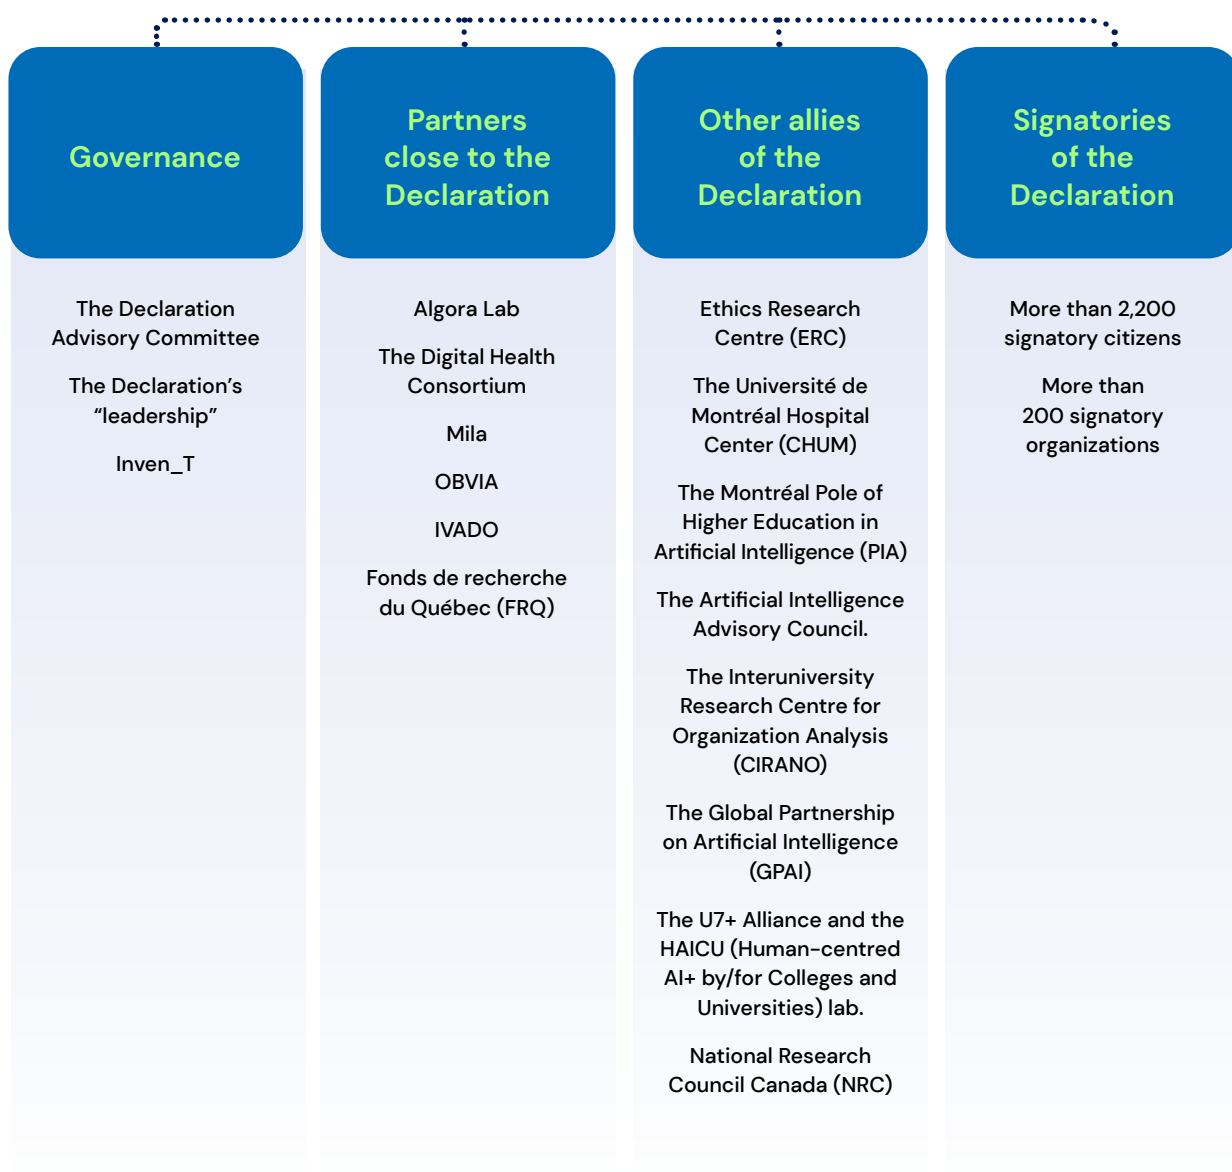 Governance
The Declaration
Advisory Committee
The Declaration’s
“leadership”
Inven_T
Partners
close to the
Declaration
Algora Lab
The Digital Health
Consortium
Mila
OBVIA
IVADO
Fonds de recherche
du Québec (FRQ)
Other allies
of the
Declaration
Ethics Research
Centre (ERC)
The Université de
Montréal Hospital
Center (CHUM)
The Montréal Pole of
Higher Education in
Artificial Intelligence (PIA)
The Artificial Intelligence
Advisory Council.
The Interuniversity
Research Centre for
Organization Analysis
(CIRANO)
The Global Partnership
on Artificial Intelligence
(GPAI)
The U7+ Alliance and the
HAICU (Human-centred
AI+ by/for Colleges and
Universities) lab.
National Research
Council Canada (NRC)
Signatories
of the
Declaration
More than 2,200
signatory citizens
More than
200 signatory
organizations